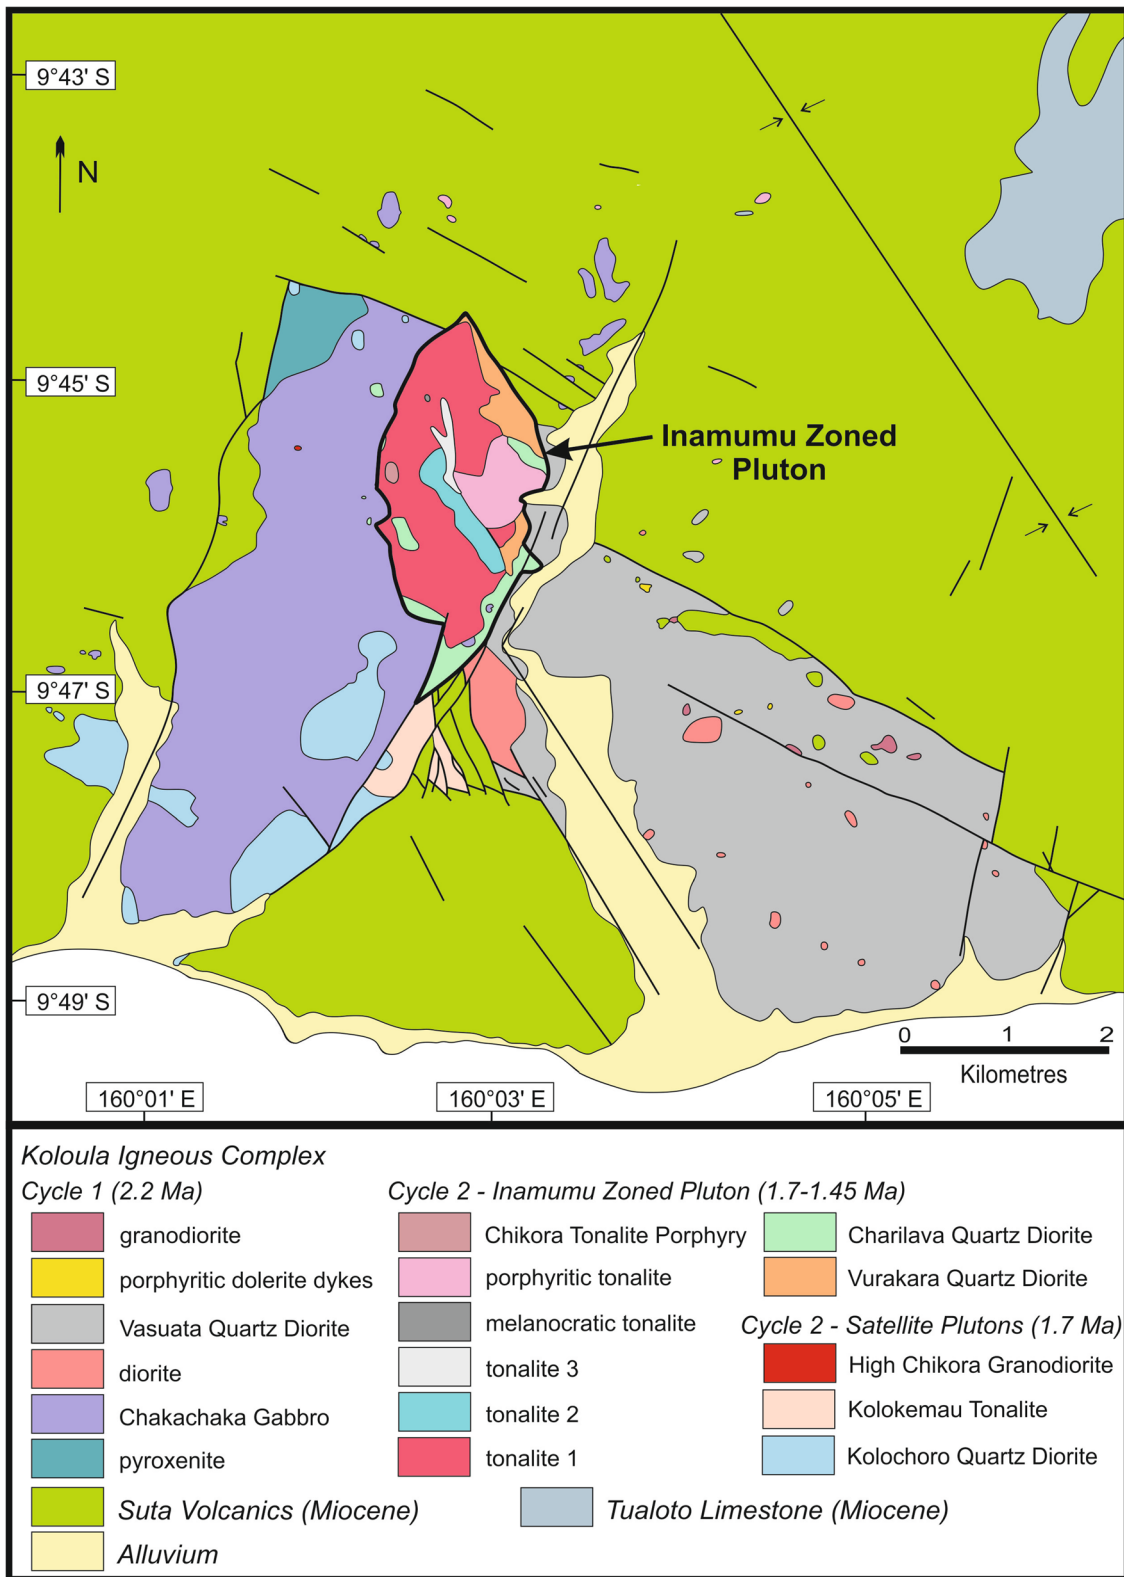 9°43' S
N
9°45' S
Inamumu Zoned
Pluton
9°47' S
9°49' S
0 1 2
Kilometres
160°01' E 160°03' E 160°05' E
Koloula Igneous Complex
Cycle 1 (2.2 Ma)
granodiorite
porphyritic dolerite dykes
Vasuata Quartz Diorite
diorite
Chakachaka Gabbro
pyroxenite
Cycle 2 - Inamumu Zoned Pluton (1.7-1.45 Ma)
Chikora Tonalite Porphyry
porphyritic tonalite
melanocratic tonalite
tonalite 3
tonalite 2
tonalite 1
Charilava Quartz Diorite
Vurakara Quartz Diorite
Cycle 2 - Satellite Plutons (1.7 Ma)
High Chikora Granodiorite
Kolokemau Tonalite
Kolochoro Quartz Diorite
Suta Volcanics (Miocene)
Tualoto Limestone (Miocene)
Alluvium